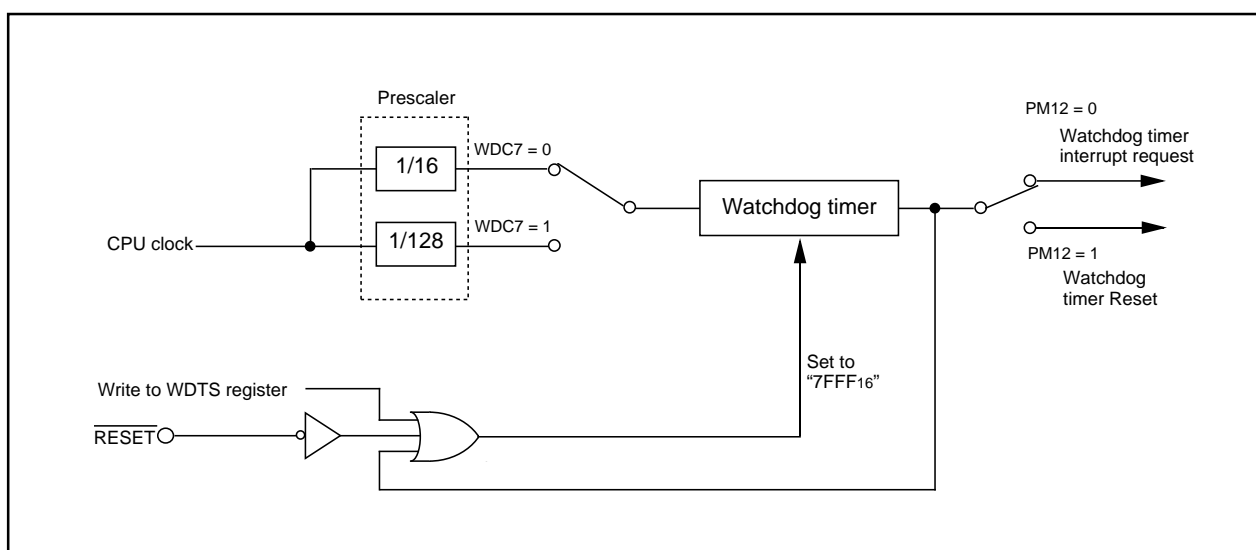 Prescaler
1/16
WDC7 = 0
1/128
WDC7 = 1
CPU clock
Watchdog timer
PM12 = 0
Watchdog timer
interrupt request
PM12 = 1
Watchdog
timer Reset
Set to
“7FFF16”
Write to WDTS register
RESET